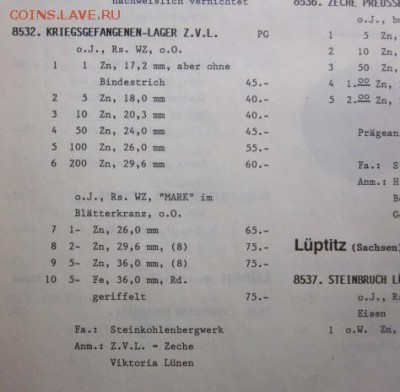 COINS.LAVE.RU
nachweislich vernichtet
8532. KRIEGSGEFANGENEN-LAGER Z.V.L. PG
o.J., Rs. WZ, o.O.
1 1 Zn, 17,2 mm, aber ohne
Bindestrich 45.-
2 5 Zn, 18,0 mm 40.-
3 10 Zn, 20,3 mm 40.-
4 50 Zn, 24,0 mm 45.-
5 100 Zn, 26,0 mm 55.-
6 200 Zn, 29,6 mm 60.-
o.J., Rs. WZ, "MARK" im
Blätterkranz, o.O.
7 1- Zn, 26,0 mm 65.-
8 2- Zn, 29,6 mm, (8) 75.-
9 5- Zn, 36,0 mm, (8) 75.-
10 5- Fe, 36,0 mm, Rd.
geriffelt 75.-
Fa.: Steinkohlenbergwerk
Anm.: Z.V.L. = Zeche
Viktoria Lünen
8536. ZECHE
o.J.,
1 5 Zn,
2 10 Zn,
3 50 Zn,
4 1.00 Zn,
5 2.00 Zn,
Fa.: S
Anm.: H
Lüptitz (Sachsen)
8537. STEINBRUCH
o.J.,
Eisen
1 o.W. Zn,